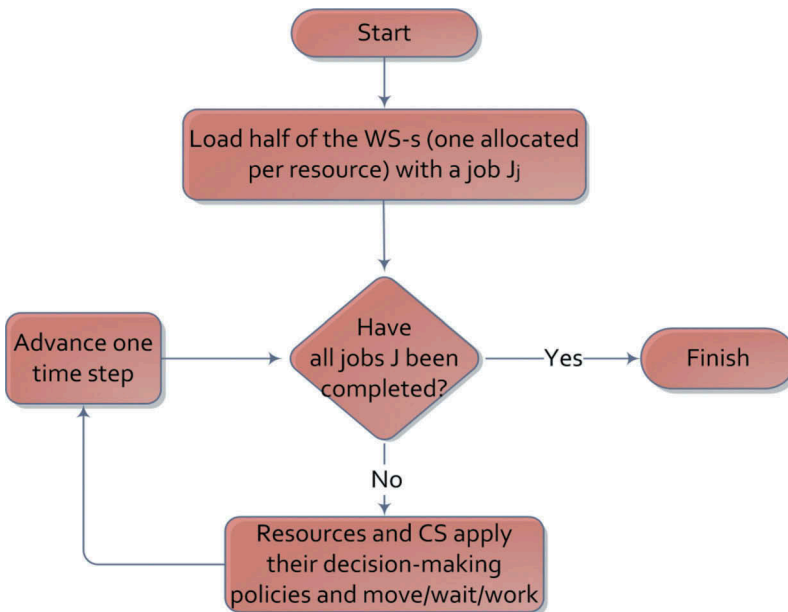 Start
Load half of the WS-s (one allocated
per resource) with a job Jj
Have
all jobs J been
completed?
Advance one
time step
Yes
Finish
No
Resources and CS apply
their decision-making
policies and move/wait/work